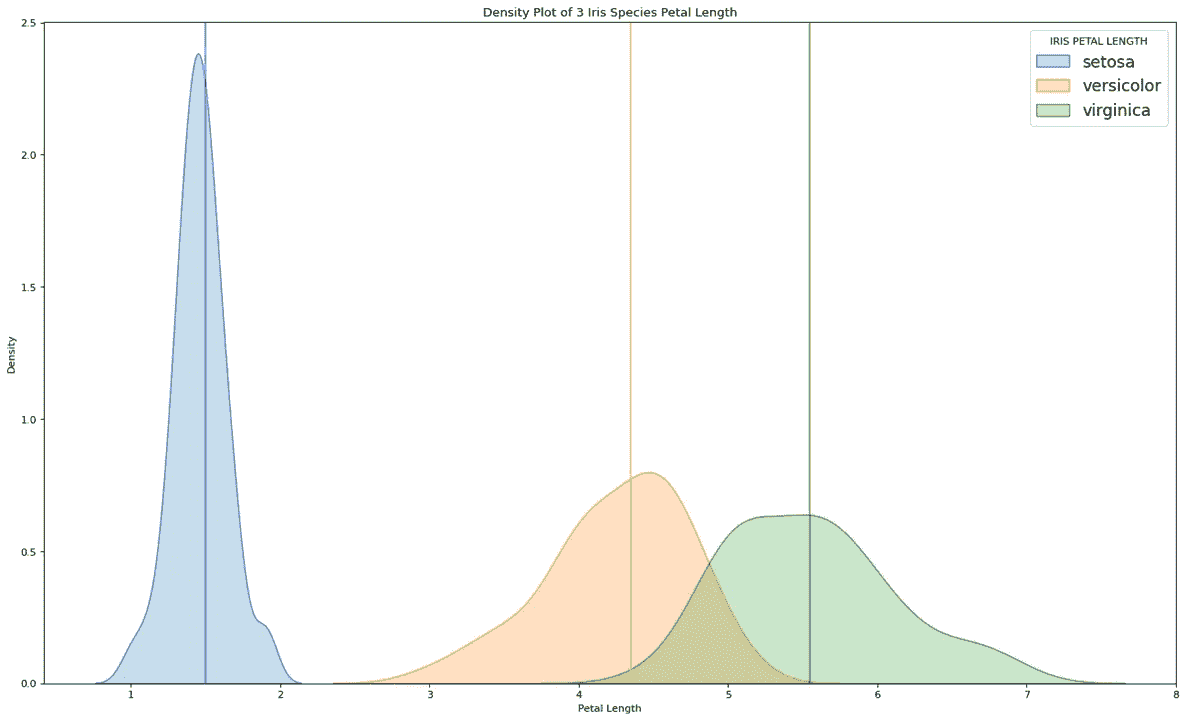 Density Plot of 3 Iris Species Petal Length
2.5
2.0
1.5
1.0
0.5
0.0
Density
IRIS PETAL LENGTH
setosa
versicolor
virginica
1 2 3 4 5 6 7 8
Petal Length